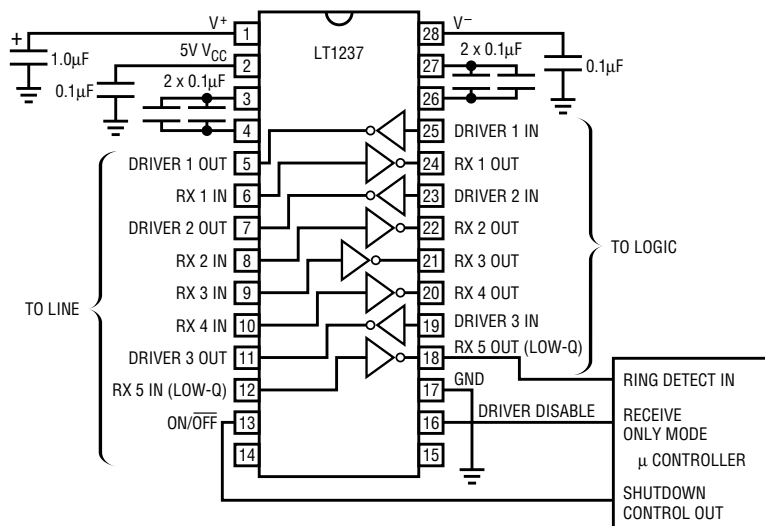 V+
1
28
V−
+
1.0µF
LT1237
5V VCC
2
27
2 x 0.1µF
0.1µF
0.1µF
2 x 0.1µF
3
26
4
25
DRIVER 1 IN
DRIVER 1 OUT
5
24
RX 1 OUT
RX 1 IN
6
23
DRIVER 2 IN
DRIVER 2 OUT
7
22
RX 2 OUT
RX 2 IN
8
21
RX 3 OUT
TO LOGIC
RX 3 IN
9
20
RX 4 OUT
TO LINE
RX 4 IN
10
19
DRIVER 3 IN
DRIVER 3 OUT
11
18
RX 5 OUT (LOW-Q)
RX 5 IN (LOW-Q)
12
17
GND
RING DETECT IN
ON/OFF
13
16
DRIVER DISABLE
RECEIVE
ONLY MODE
14
15
µ CONTROLLER
SHUTDOWN
CONTROL OUT